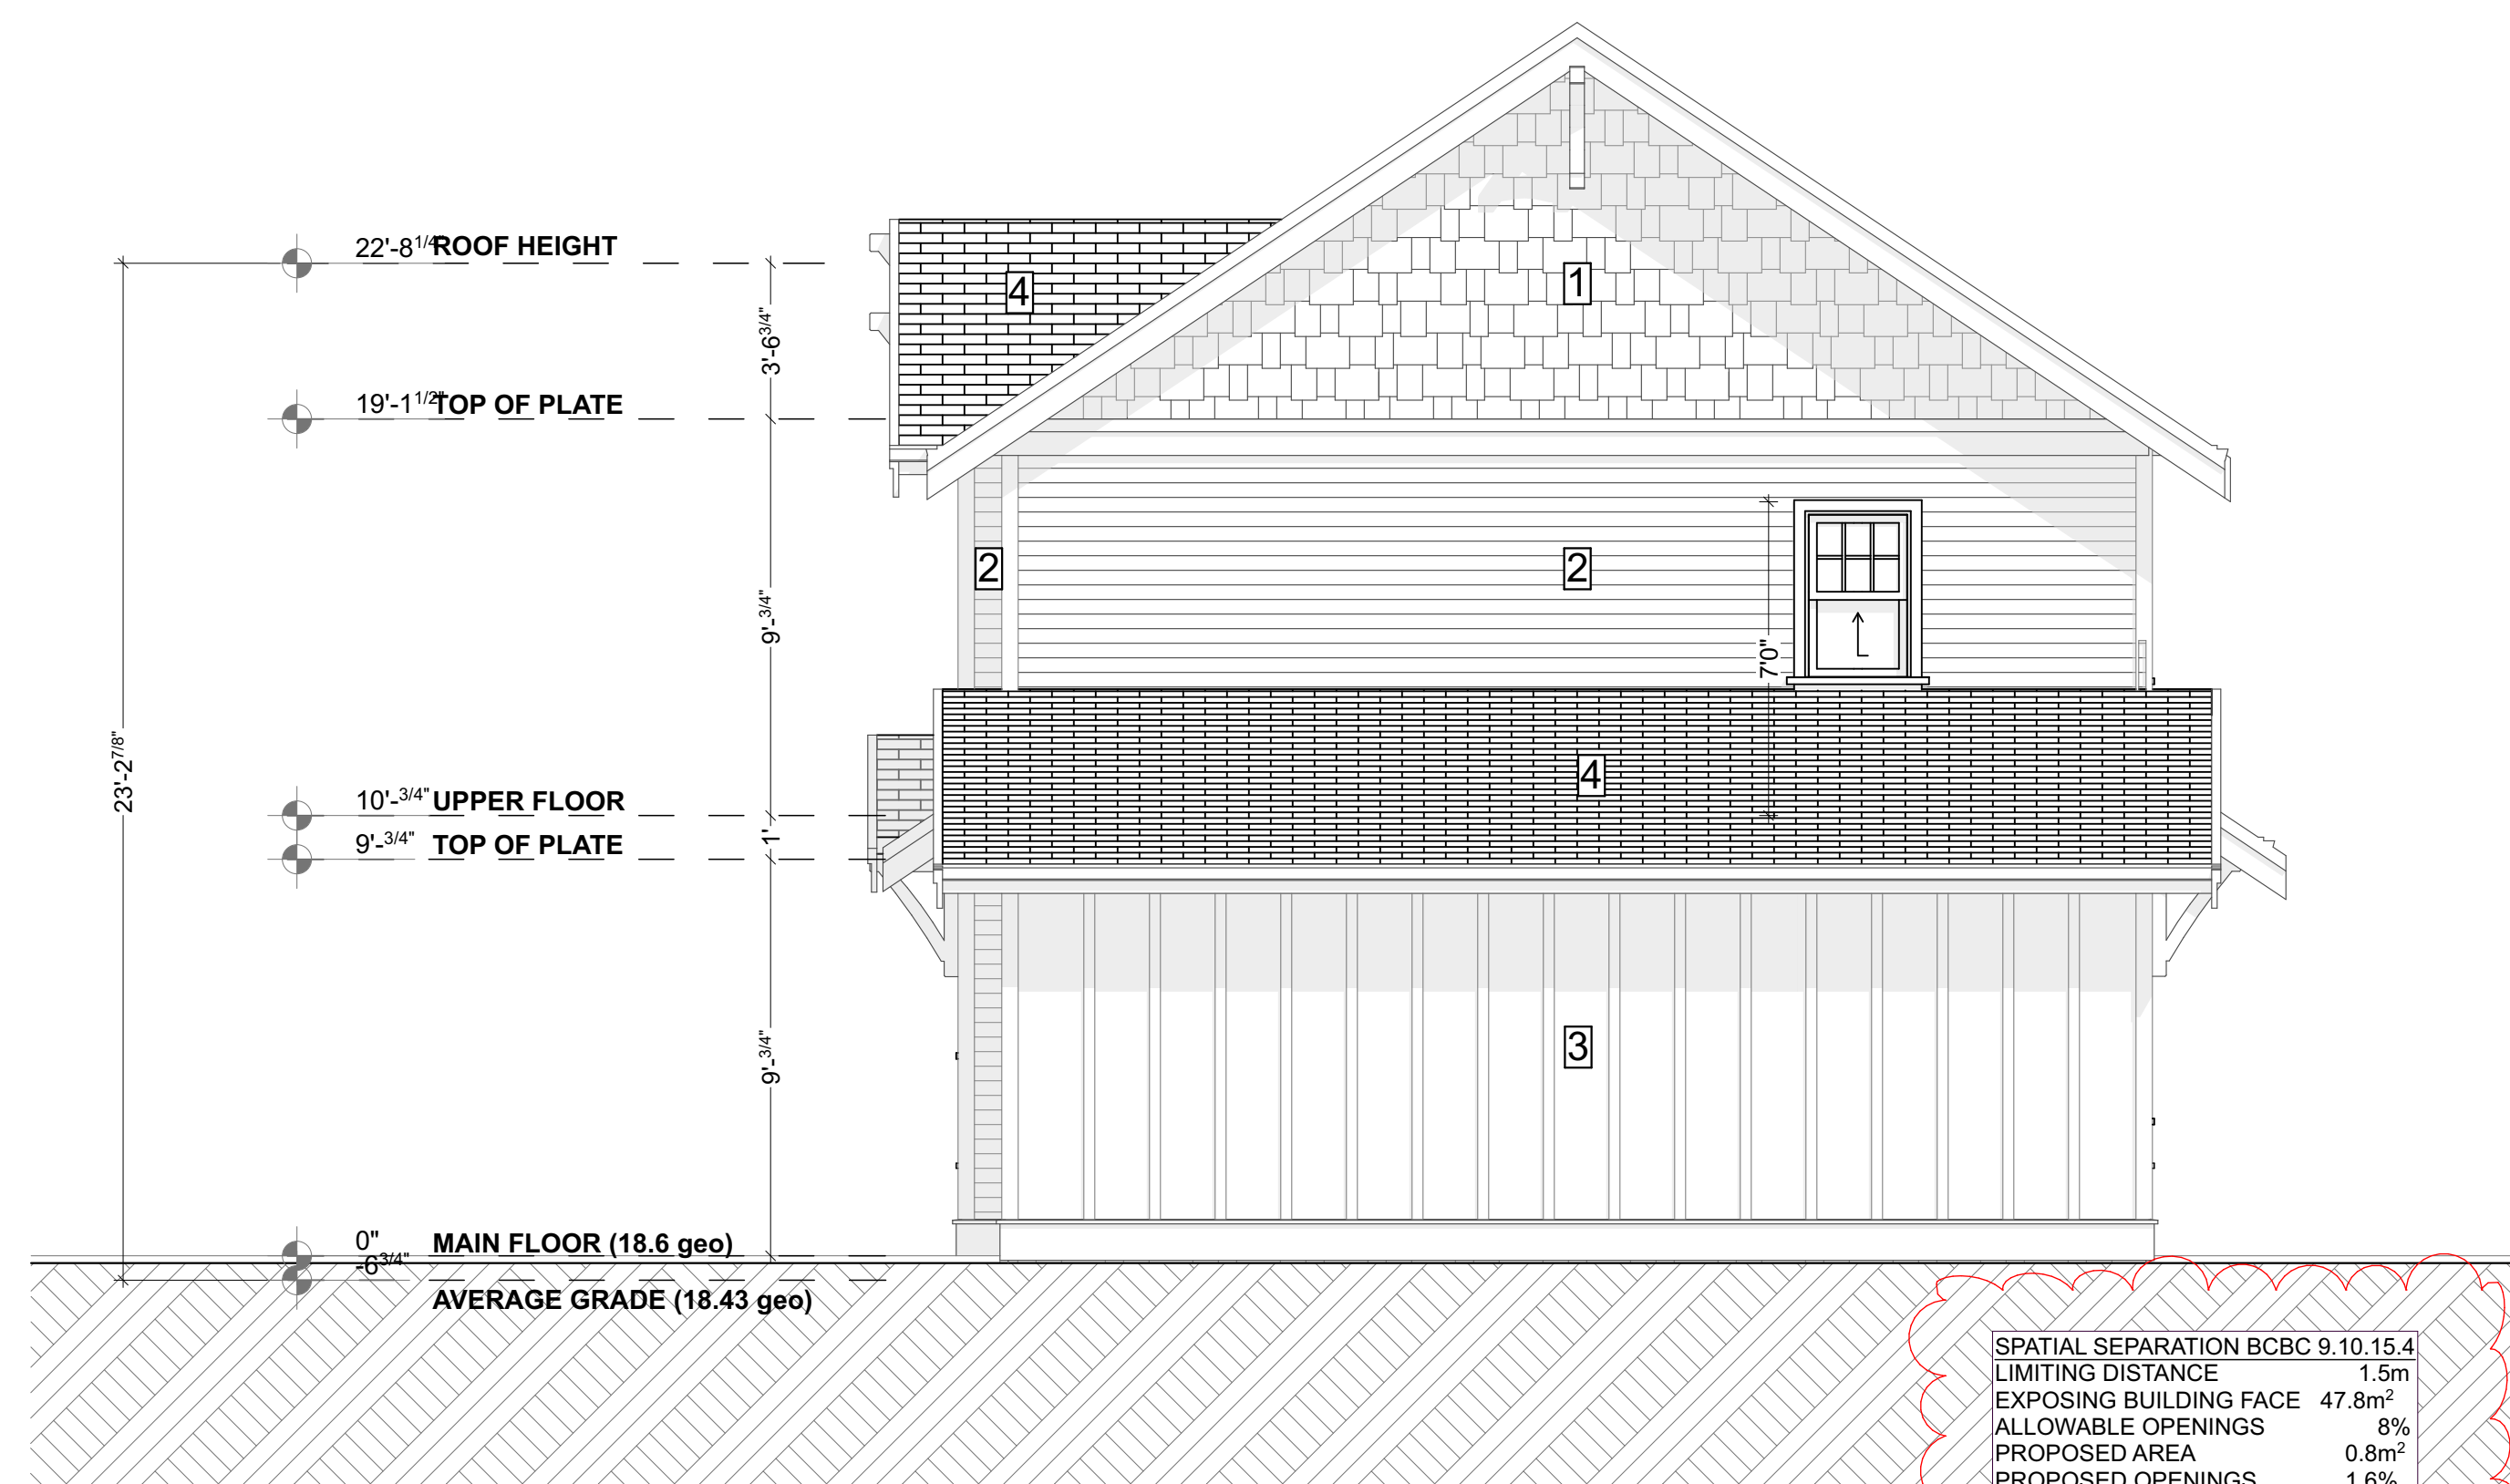 22'-8 1/4" ROOF HEIGHT
4
1
3'-6 3/4"
19'-1 1/2" TOP OF PLATE
2
2
9'-3/4"
7'0"
23'-2 7/8"
4
10'-3/4" UPPER FLOOR
1'
9'-3/4" TOP OF PLATE
3
9'-3/4"
0" MAIN FLOOR (18.6 geo)
-6 3/4"
AVERAGE GRADE (18.43 geo)
SPATIAL SEPARATION BCBC 9.10.15.4
LIMITING DISTANCE 1.5m
EXPOSING BUILDING FACE 47.8m²
ALLOWABLE OPENINGS 8%
PROPOSED AREA 0.8m²
PROPOSED OPENINGS 1.6%